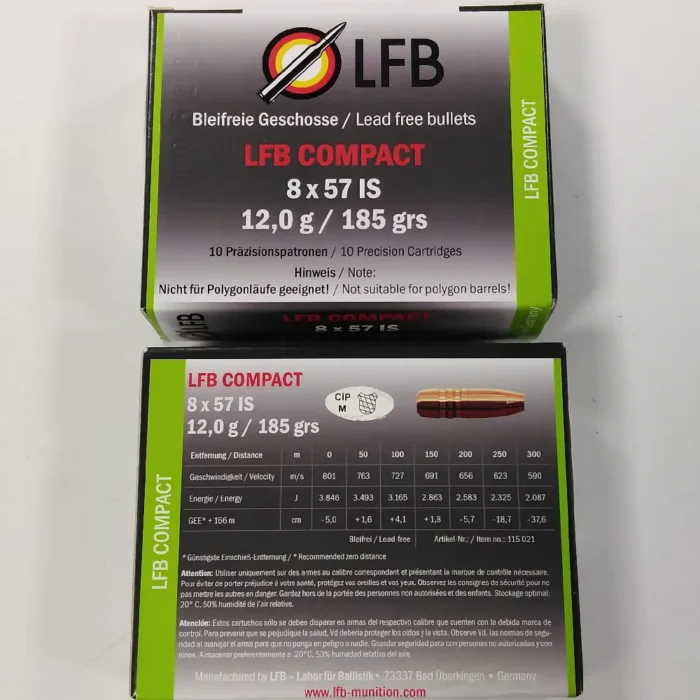 LFB
Bleifreie Geschosse / Lead free bullets
LFB COMPACT
8 x 57 IS
12,0 g / 185 grs
10 Präzisionspatronen / 10 Precision Cartridges
Hinweis / Note:
Nicht für Polygonläufe geeignet! / Not suitable for polygon barrels!
LFB COMPACT
LFB
LFB COMPACT
8 x 57 IS
LFB COMPACT
8 x 57 IS
12,0 g / 185 grs
CIP
M
Entfernung / Distance m 0 50 100 150 200 250 300
Geschwindigkeit / Velocity m/s 801 763 727 691 656 623 590
Energie / Energy J 3.846 3.493 3.165 2.863 2.583 2.325 2.087
GEE* + 166 m cm -5,0 +1,6 +4,1 +1,8 -5,7 -18,7 -37,6
Bleifrei / Lead free Artikel-Nr.: / Item no.: 115 021
* Günstigste Einschieß-Entfernung / * Recommended zero distance
Attention: Utiliser uniquement sur des armes au calibre correspondant et présentant la marque de contrôle nécessaire.
Pour éviter de porter préjudice à votre santé, protégez vos oreilles et vos yeux. Observez les consignes de sécurité pour ne
pas mettre les autres en danger. Gardez hors de la portée des personnes non autorisées et des enfants. Stockage optimal:
20° C, 50% humidité de l'air relative.
Atención: Estos cartuchos sólo se deben disparar en armas del respectivo calibre que cuenten con la debida marca de
control. Para prevenir que se perjudique la salud, Vd debería proteger los oidos y la vista. Observe Vd. las normas de segu-
ridad al manejar el arma para que no ponga en peligro a nadie. Guardar seguridad para con personas no autorizadas y con
ninos. Almacenar preferentemente a: 20°C, 50% humedad relativa del aire.
Manufactured by LFB – Labor für Ballistik • 73337 Bad Überkingen • Germany
www.lfb-munition.com
LFB COMPACT